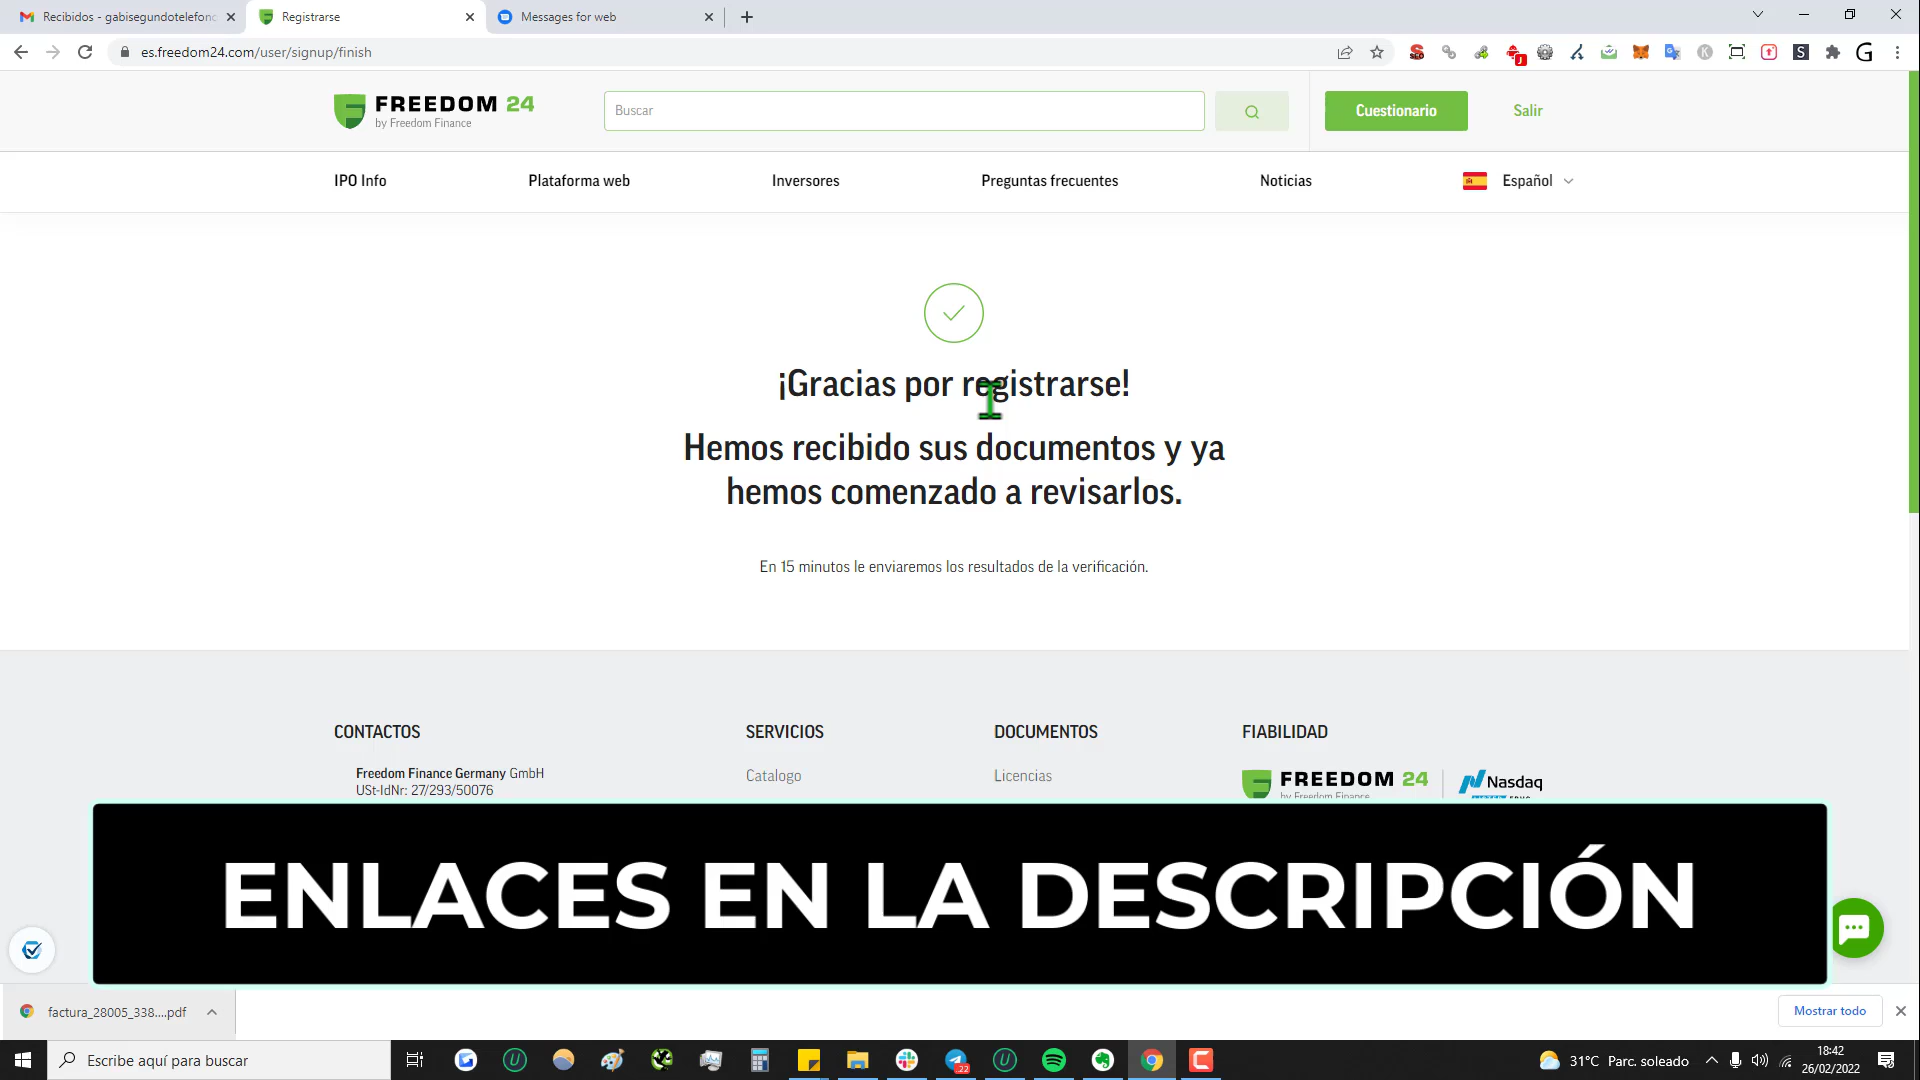 Recibidos - gabisegundotelefono
Registrarse
Messages for web
es.freedom24.com/user/signup/finish
FREEDOM 24
by Freedom Finance
Buscar
Cuestionario
Salir
IPO Info
Plataforma web
Inversores
Preguntas frecuentes
Noticias
Español
¡Gracias por registrarse!
Hemos recibido sus documentos y ya
hemos comenzado a revisarlos.
En 15 minutos le enviaremos los resultados de la verificación.
CONTACTOS
SERVICIOS
DOCUMENTOS
FIABILIDAD
Freedom Finance Germany GmbH
USt-IdNr: 27/293/50076
Catalogo
Licencias
FREEDOM 24
by Freedom Finance
Nasdaq
ENLACES EN LA DESCRIPCIÓN
factura_28005_338....pdf
Mostrar todo
Escribe aquí para buscar
22
31°C Parc. soleado
18:42
26/02/2022